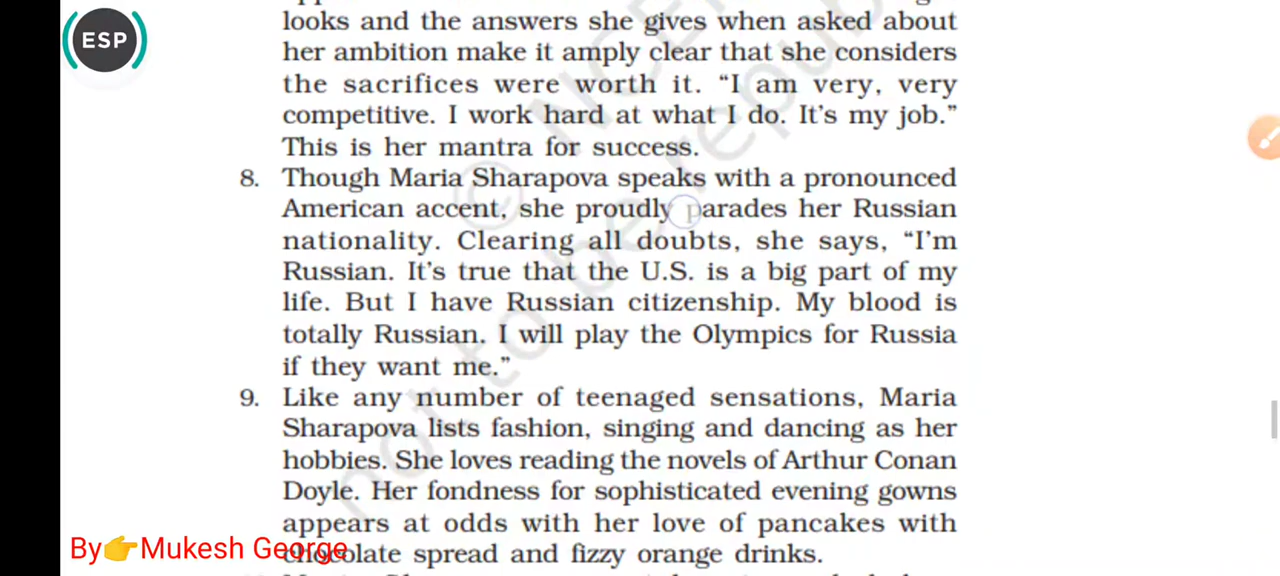 looks and the answers she gives when asked about
ESP
her ambition make it amply clear that she considers
the sacrifices were worth it. “I am very, very
competitive. I work hard at what I do. It’s my job.”
This is her mantra for success.
8. Though Maria Sharapova speaks with a pronounced
American accent, she proudly parades her Russian
nationality. Clearing all doubts, she says, “I’m
Russian. It’s true that the U.S. is a big part of my
life. But I have Russian citizenship. My blood is
totally Russian. I will play the Olympics for Russia
if they want me.”
9. Like any number of teenaged sensations, Maria
Sharapova lists fashion, singing and dancing as her
hobbies. She loves reading the novels of Arthur Conan
Doyle. Her fondness for sophisticated evening gowns
appears at odds with her love of pancakes with
By👉Mukesh George
chocolate spread and fizzy orange drinks.
not to be republ
© NCE